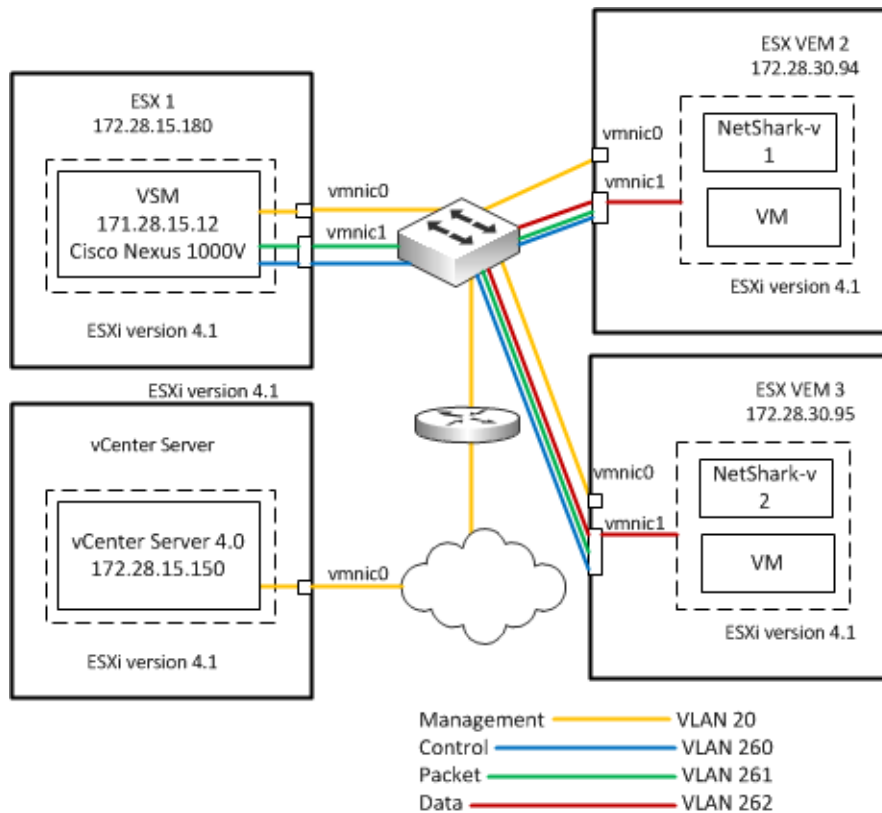 ESX 1
172.28.15.180
VSM
171.28.15.12
Cisco Nexus 1000V
ESXi version 4.1
vmnic0
vmnic1
ESX VEM 2
172.28.30.94
vmnic0
vmnic1
NetShark-v
1
VM
ESXi version 4.1
ESXi version 4.1
vCenter Server
vCenter Server 4.0
172.28.15.150
ESXi version 4.1
vmnic0
ESX VEM 3
172.28.30.95
vmnic0
vmnic1
NetShark-v
2
VM
ESXi version 4.1
Management VLAN 20
Control VLAN 260
Packet VLAN 261
Data VLAN 262